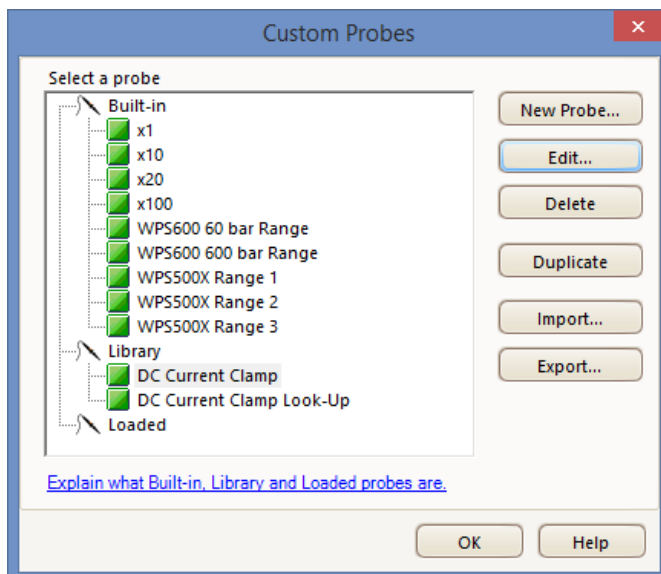 Custom Probes
Select a probe
Built-in
x1
x10
x20
x100
WPS600 60 bar Range
WPS600 600 bar Range
WPS500X Range 1
WPS500X Range 2
WPS500X Range 3
Library
DC Current Clamp
DC Current Clamp Look-Up
Loaded
New Probe...
Edit...
Delete
Duplicate
Import...
Export...
Explain what Built-in, Library and Loaded probes are.
OK
Help